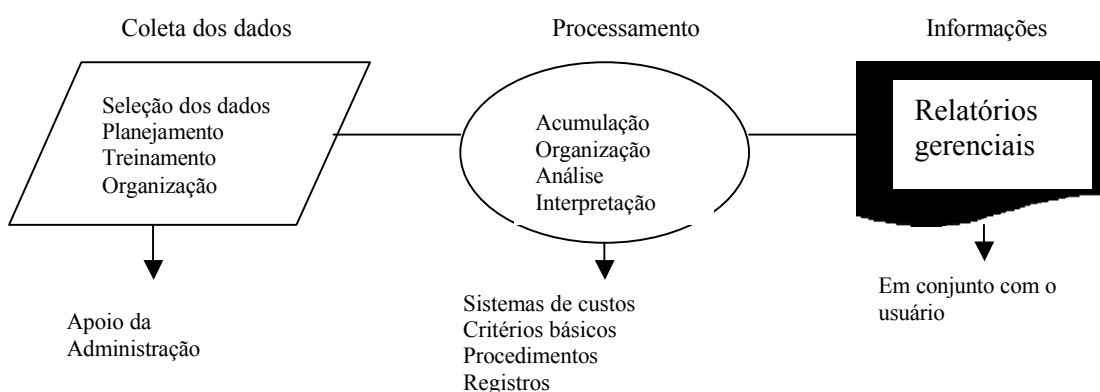 Coleta dos dados
Processamento
Informações
Seleção dos dados
Planejamento
Treinamento
Organização
Acumulação
Organização
Análise
Interpretação
Relatórios
gerenciais
Apoio da
Administração
Sistemas de custos
Critérios básicos
Procedimentos
Registros
Em conjunto com o
usuário